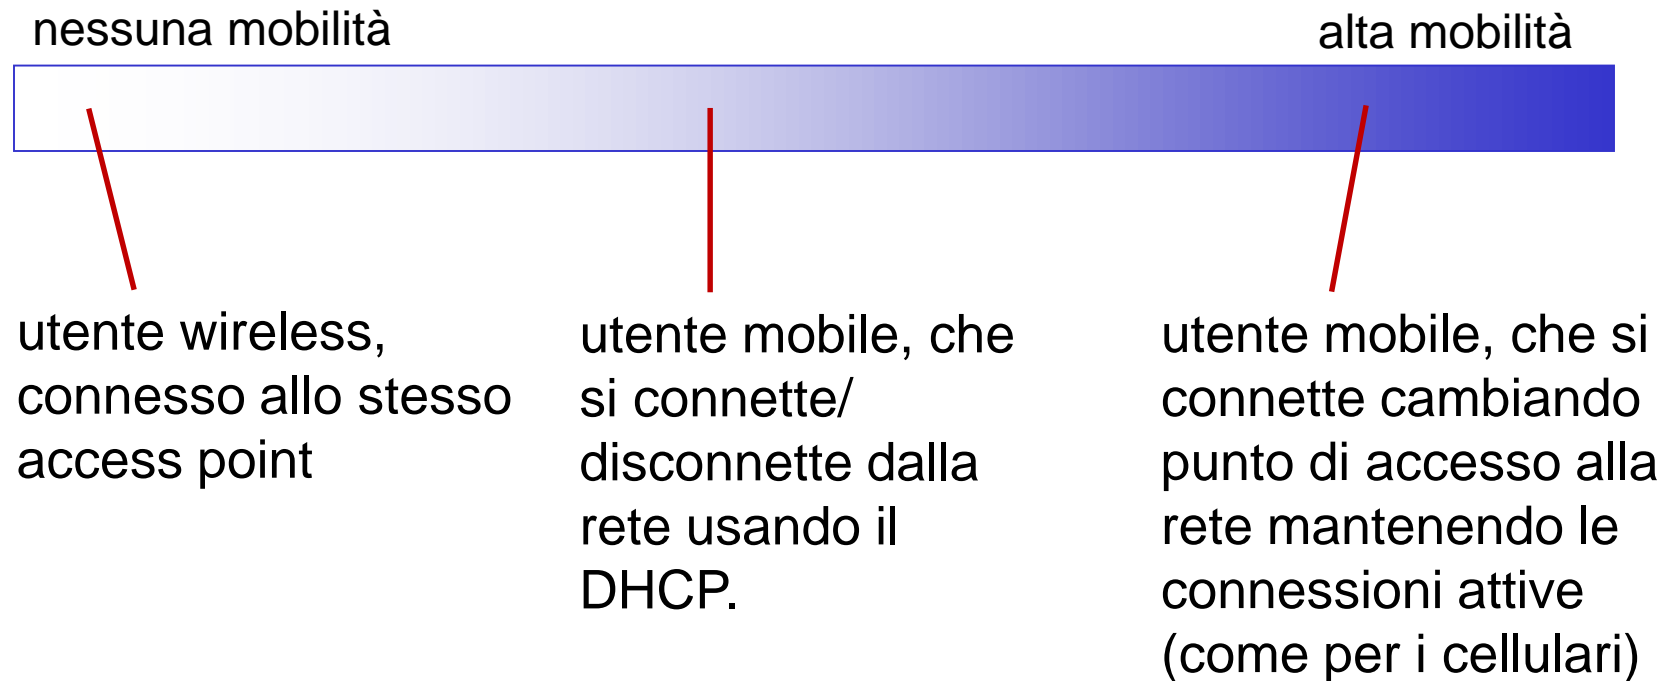 nessuna mobilità
alta mobilità
utente wireless,
connesso allo stesso
access point
utente mobile, che
si connette/
disconnette dalla
rete usando il
DHCP.
utente mobile, che si
connette cambiando
punto di accesso alla
rete mantenendo le
connessioni attive
(come per i cellulari)